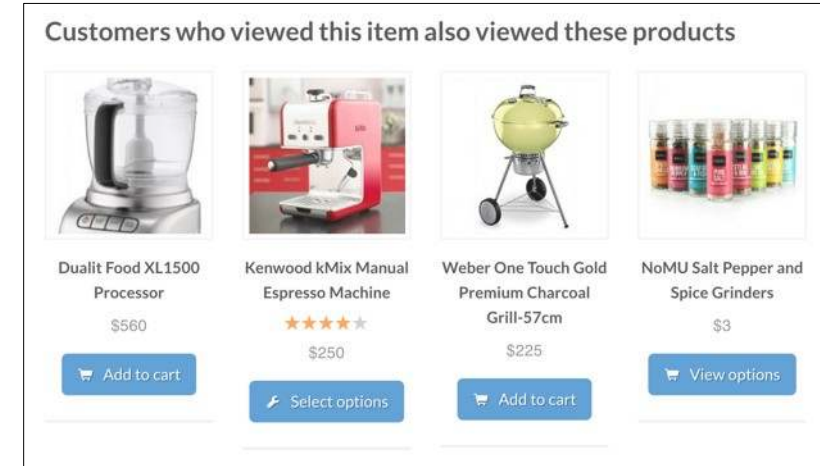 Customers who viewed this item also viewed these products
Dualit Food XL1500
Processor
$560
Add to cart
Kenwood kMix Manual
Espresso Machine
$250
Select options
Weber One Touch Gold
Premium Charcoal
Grill-57cm
$225
Add to cart
NoMU Salt Pepper and
Spice Grinders
$3
View options